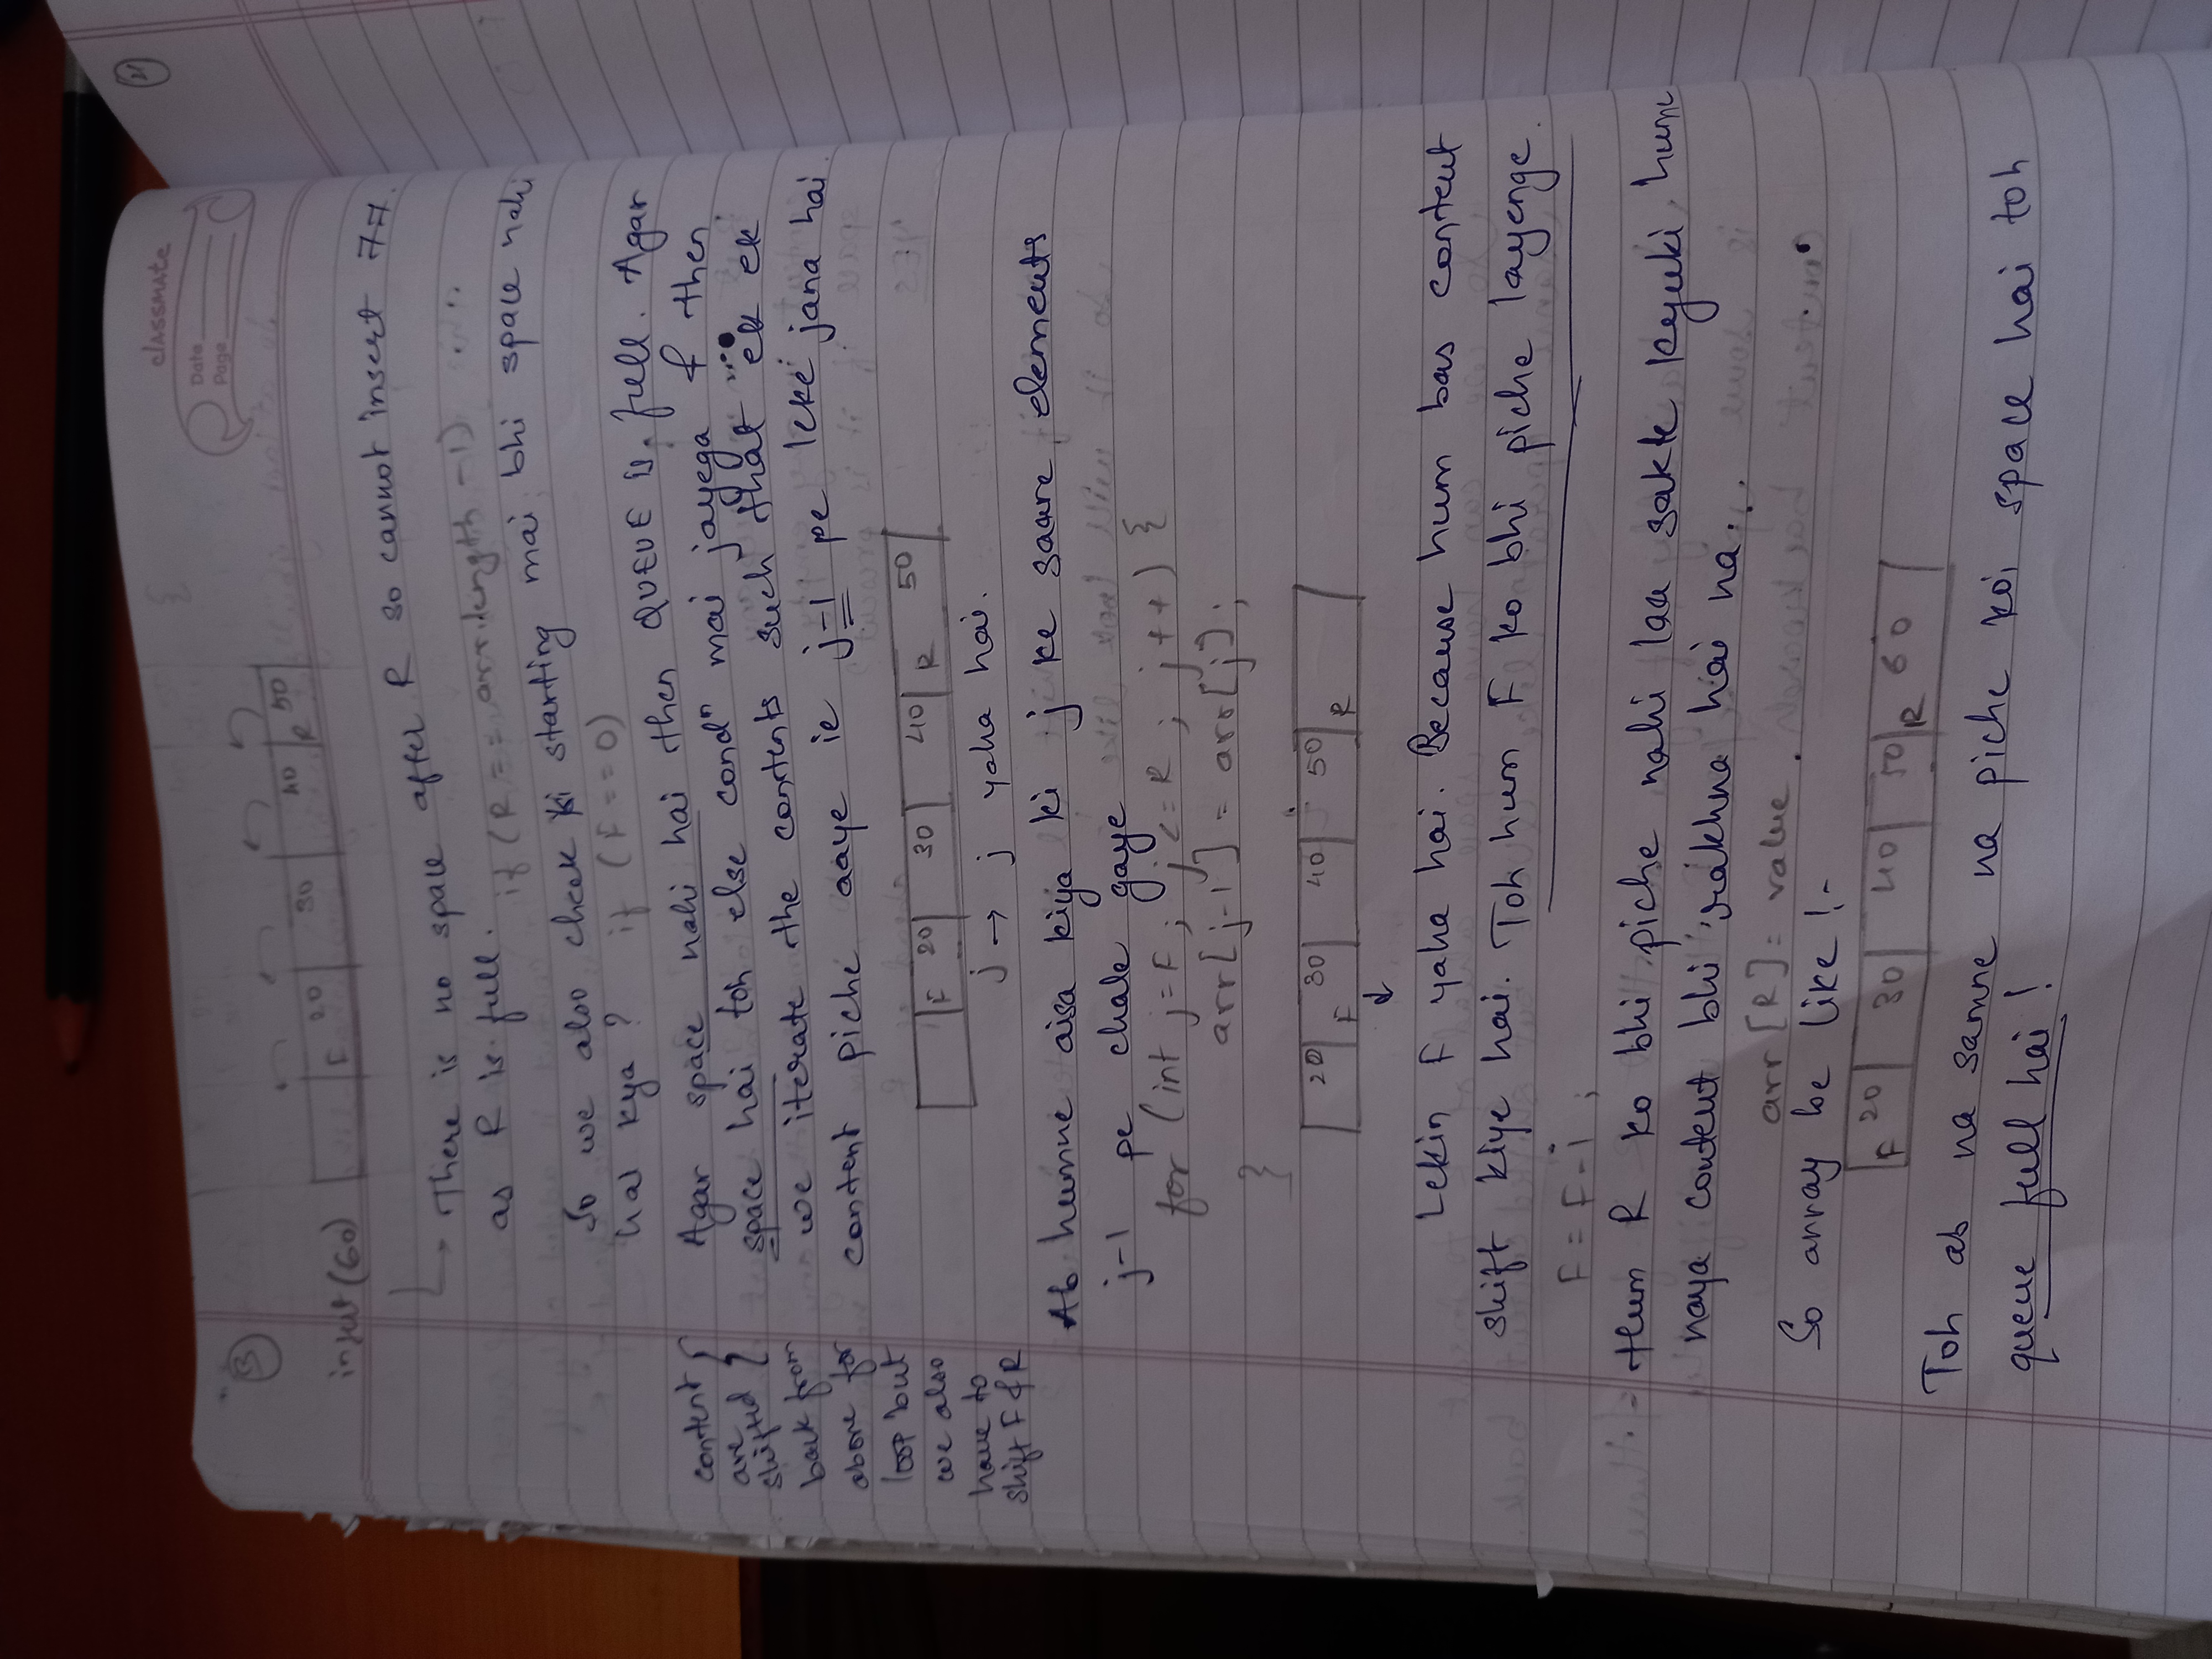 classmate
Date
Page
21
3
insert(60) F 20 30 40 R 50
There is no space after R so cannot insert 77.
as R is full. if (R == arr.length -1) ....
So we also check ki starting mai bhi space nahi
hai kya? if (F==0)
Agar space nahi hai then QUEUE is full. Agar
space hai toh else condⁿ mai jayega & then
we iterate the contents such that ek ek
content piche aaye ie j-1 pe leke jana hai
content
are
shifted
back from
above for
loop but
we also
have to
shift F & R
F 20 30 40 R 50
j → j yaha hai.
Ab humne aisa kiya ki j ke saare elements
j-1 pe chale gaye
for (int j=F; j<=R; j++) {
arr[j-1] = arr[j];
}
20 F 30 40 50 R
↓
Lekin F yaha hai. Because hum bas content
shift kiye hai. Toh hum F ko bhi piche layenge.
F = F-1;
Hum R ko bhi piche nahi laa sakte kyuki hume
naya content bhi rakhna hai na...
arr[R] = value.
So array be like !-
F 20 30 40 50 R 60
Toh ab na samne na piche koi space hai toh
queue full hai!